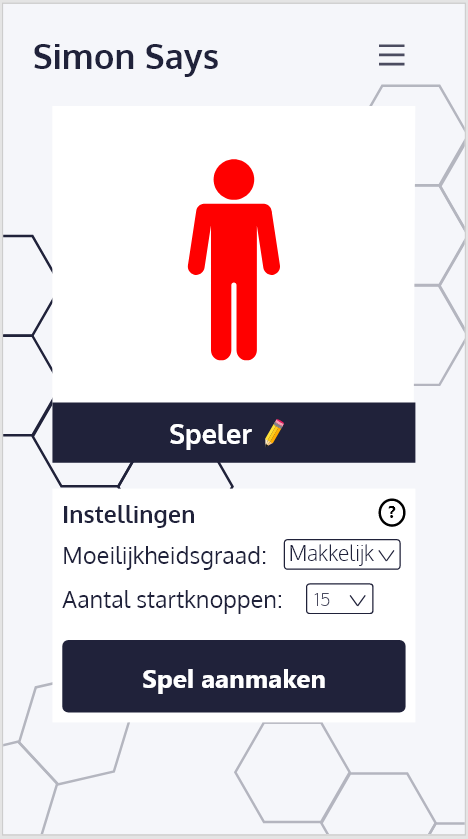 Simon Says
Speler
Instellingen
?
Moeilijkheidsgraad: Makkelijk
Aantal startknoppen: 15
Spel aanmaken